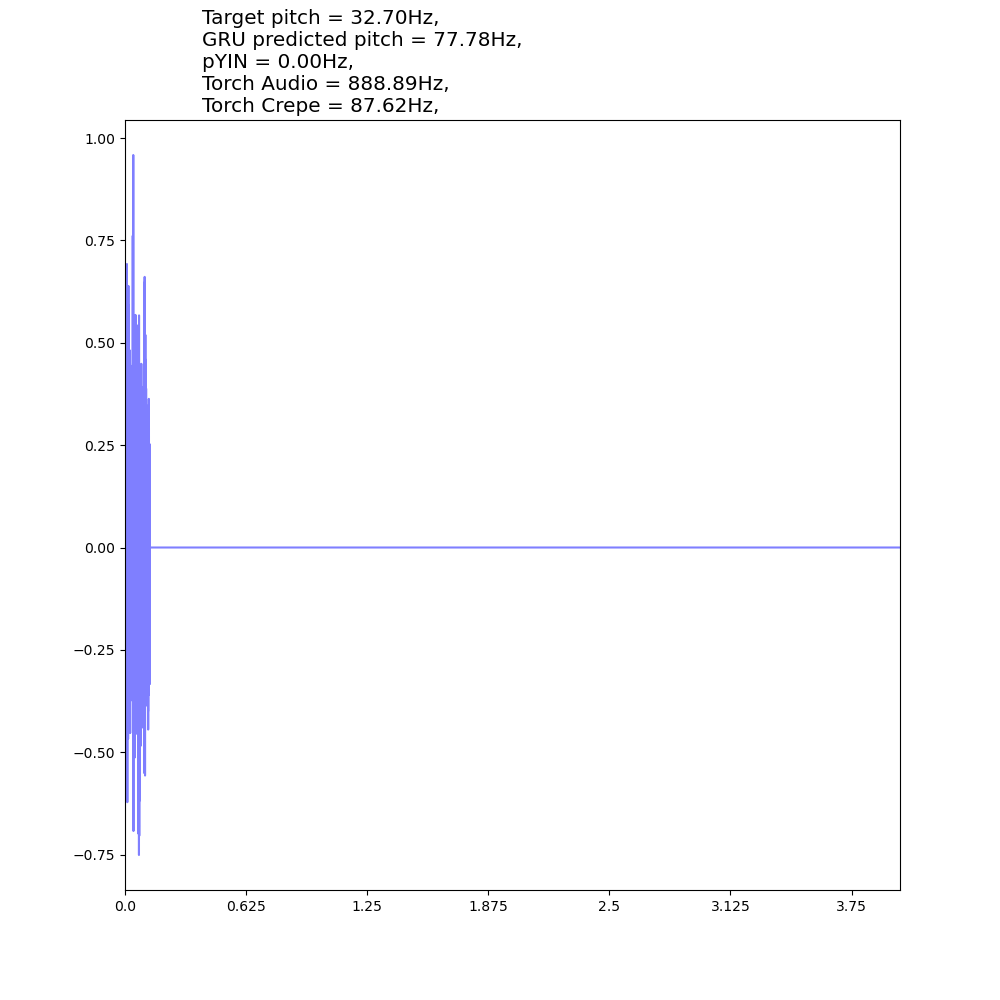 Target pitch = 32.70Hz,
GRU predicted pitch = 77.78Hz,
pYIN = 0.00Hz,
Torch Audio = 888.89Hz,
Torch Crepe = 87.62Hz,
1.00
0.75
0.50
0.25
0.00
−0.25
−0.50
−0.75
0.0 0.625 1.25 1.875 2.5 3.125 3.75